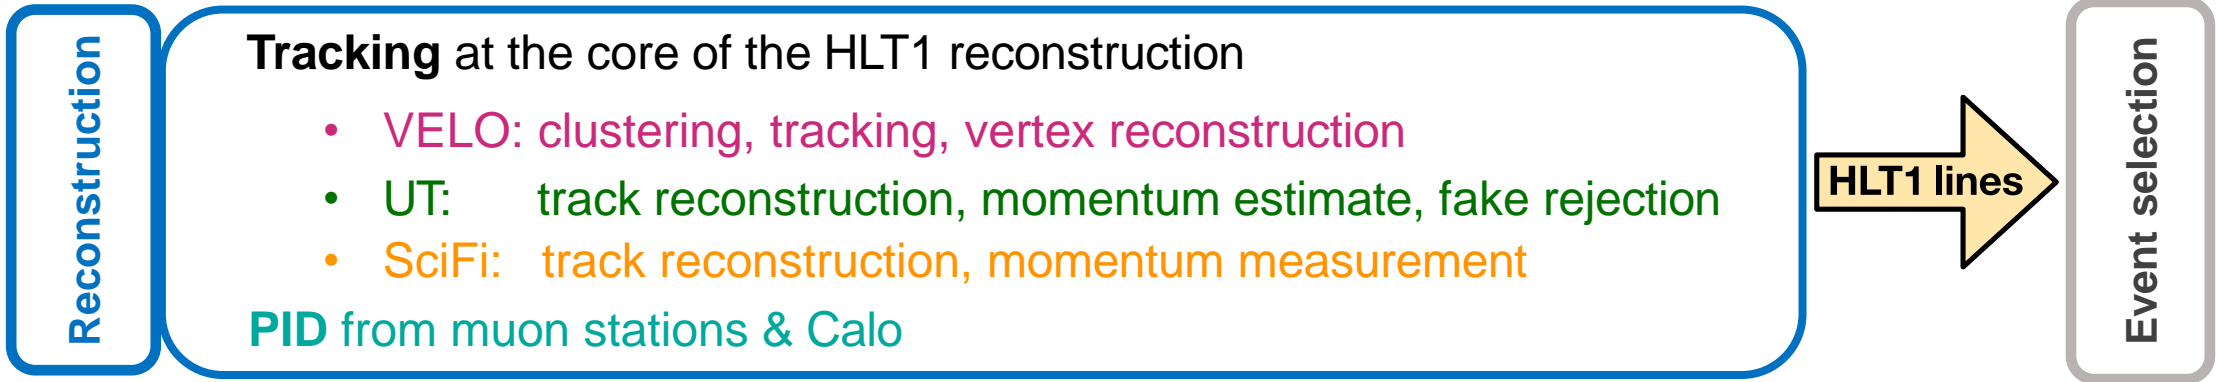 Reconstruction
Tracking at the core of the HLT1 reconstruction
• VELO: clustering, tracking, vertex reconstruction
• UT: track reconstruction, momentum estimate, fake rejection
• SciFi: track reconstruction, momentum measurement
PID from muon stations & Calo
HLT1 lines
Event selection